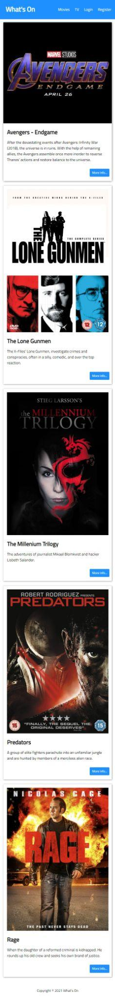 What's On
Movies TV Login Register
MARVEL STUDIOS
AVENGERS
ENDGAME
APRIL 26
Avengers - Endgame
After the devastating events after Avengers: Infinity War
(2018), the universe is in ruins. With the help of remaining
allies, the Avengers assemble once more inorder to reverse
Thanos' actions and restore balance to the universe.
More Info...
FROM THE CREATIVE MINDS BEHIND THE X-FILES
THE COMPLETE SERIES
THE
LONE GUNMEN
DVD
12 12
The Lone Gunmen
The X-Files' Lone Gunmen, investigate crimes and
conspiracies, often in a silly, comedic, and over the top
reaction.
More Info...
STIEG LARSSON'S
the MILLENNIUM
TRILOGY
The Millenium Trilogy
The adventures of journalist Mikael Blomkvist and hacker
Lisbeth Salander.
More Info...
ROBERT RODRIGUEZ PRESENTS
PREDATORS
"FINALLY, THE SEQUEL THE
ORIGINAL DESERVES"
15 15
Predators
A group of elite fighters parachute into an unfamiliar jungle
and are hunted by members of a merciless alien race.
More Info...
NICOLAS CAGE
RAGE
THE PAST NEVER STAYS DEAD
Rage
When the daughter of a reformed criminal is kidnapped. He
rounds up his old crew and seeks his own brand of justice.
More Info...
Copyright © 2021 What's On